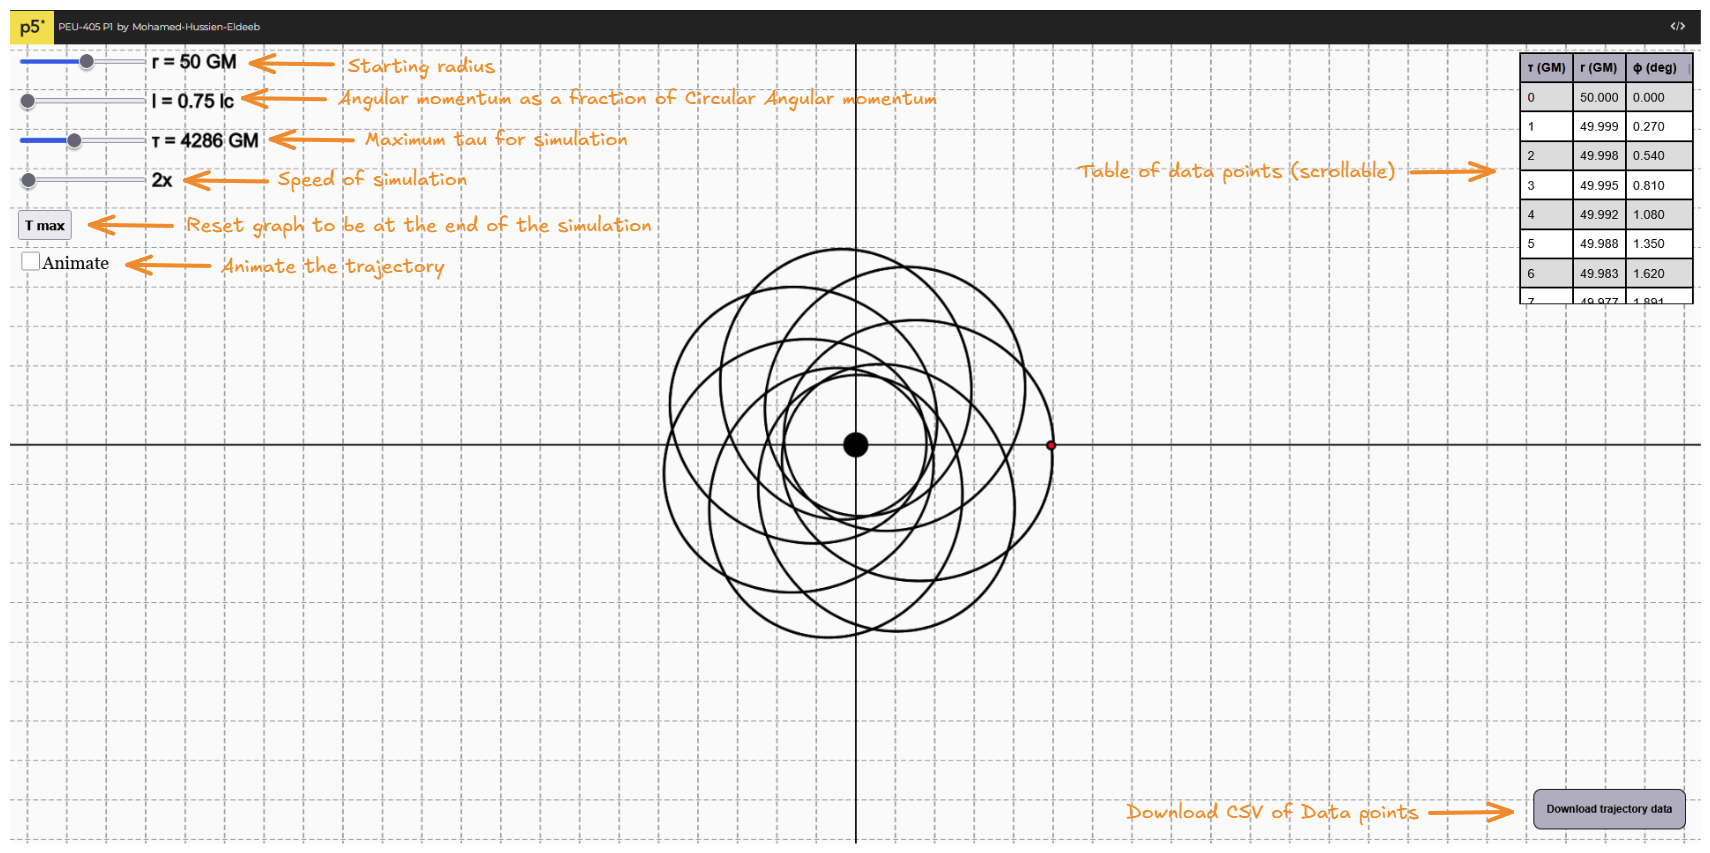 p5* PEU-405 P1 by Mohamed-Hussien-Eldeeb </>
r = 50 GM Starting radius
l = 0.75 lc Angular momentum as a fraction of Circular Angular momentum
τ = 4286 GM Maximum tau for simulation
2x Speed of simulation
T max Reset graph to be at the end of the simulation
Animate Animate the trajectory
Table of data points (scrollable)
τ (GM) r (GM) ϕ (deg)
0 50.000 0.000
1 49.999 0.270
2 49.998 0.540
3 49.995 0.810
4 49.992 1.080
5 49.988 1.350
6 49.983 1.620
7 49.977 1.891
Download CSV of Data points
Download trajectory data